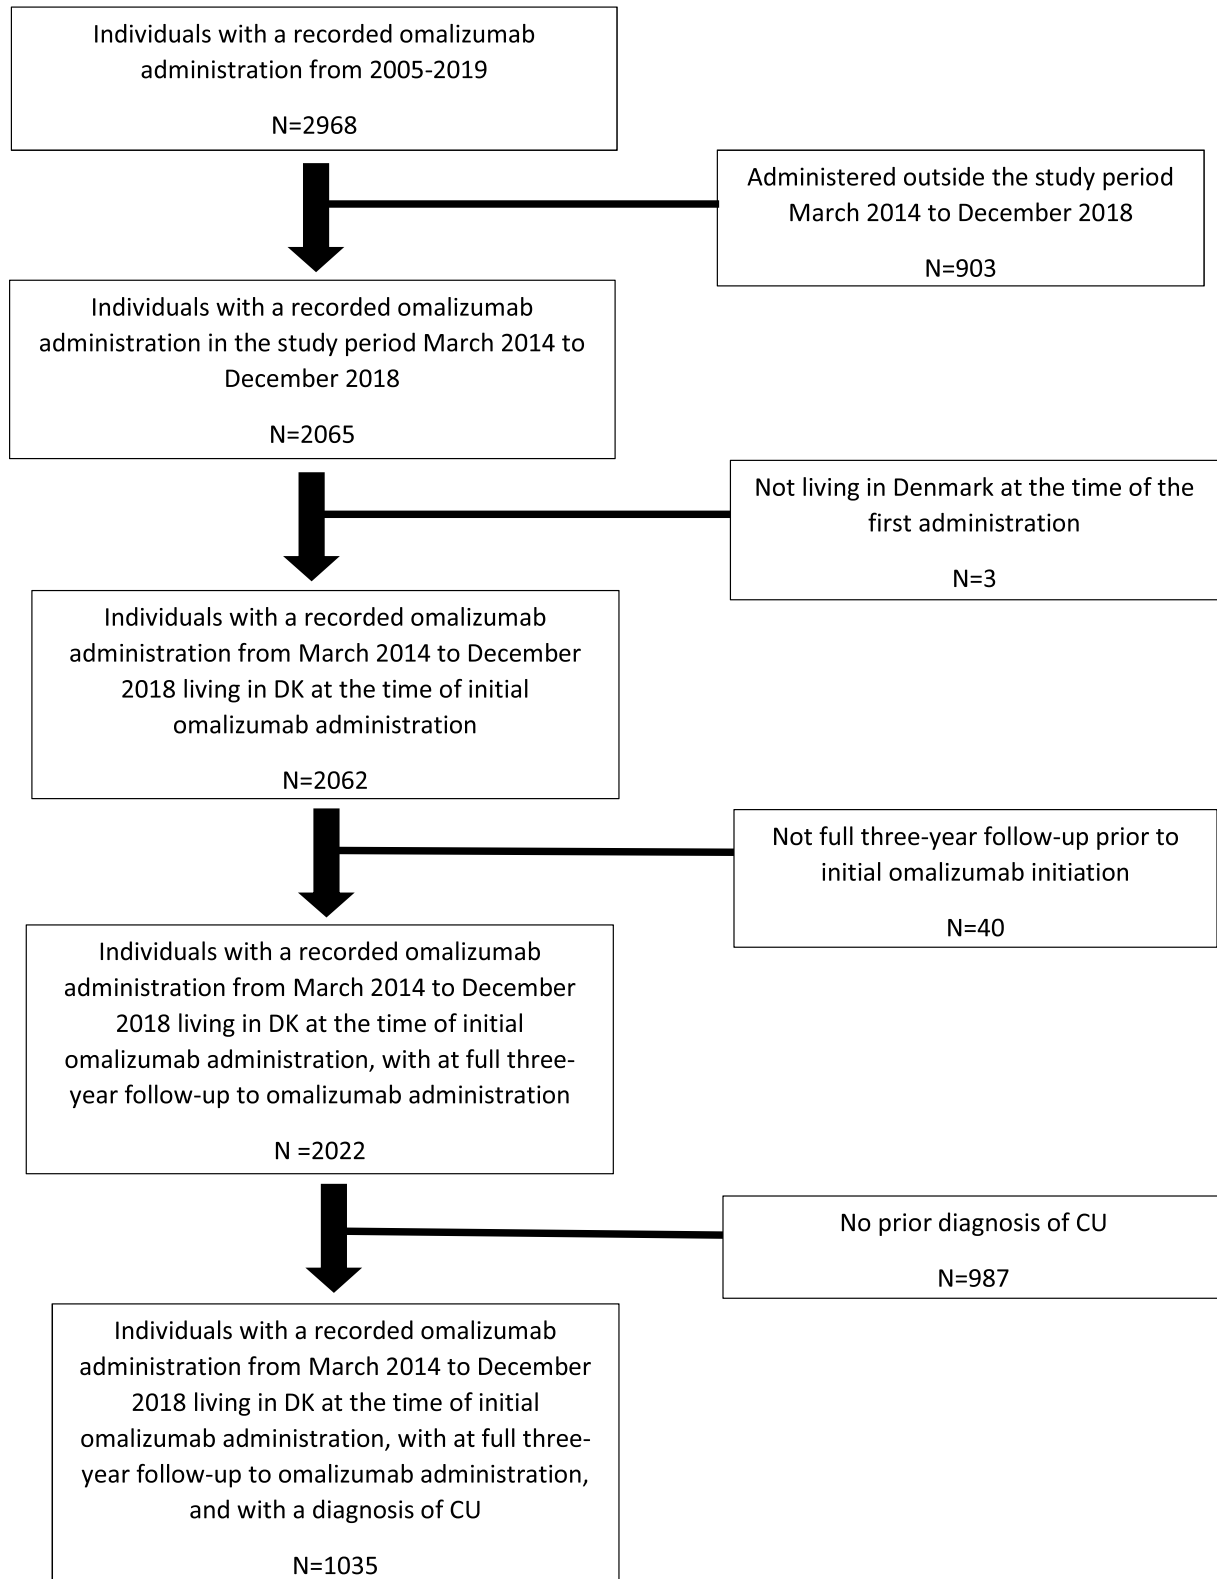 Individuals with a recorded omalizumab
administration from 2005-2019
N=2968
Administered outside the study period
March 2014 to December 2018
N=903
Individuals with a recorded omalizumab
administration in the study period March 2014 to
December 2018
N=2065
Not living in Denmark at the time of the
first administration
N=3
Individuals with a recorded omalizumab
administration from March 2014 to December
2018 living in DK at the time of initial
omalizumab administration
N=2062
Not full three-year follow-up prior to
initial omalizumab initiation
N=40
Individuals with a recorded omalizumab
administration from March 2014 to December
2018 living in DK at the time of initial
omalizumab administration, with at full three-
year follow-up to omalizumab administration
N =2022
No prior diagnosis of CU
N=987
Individuals with a recorded omalizumab
administration from March 2014 to December
2018 living in DK at the time of initial
omalizumab administration, with at full three-
year follow-up to omalizumab administration,
and with a diagnosis of CU
N=1035